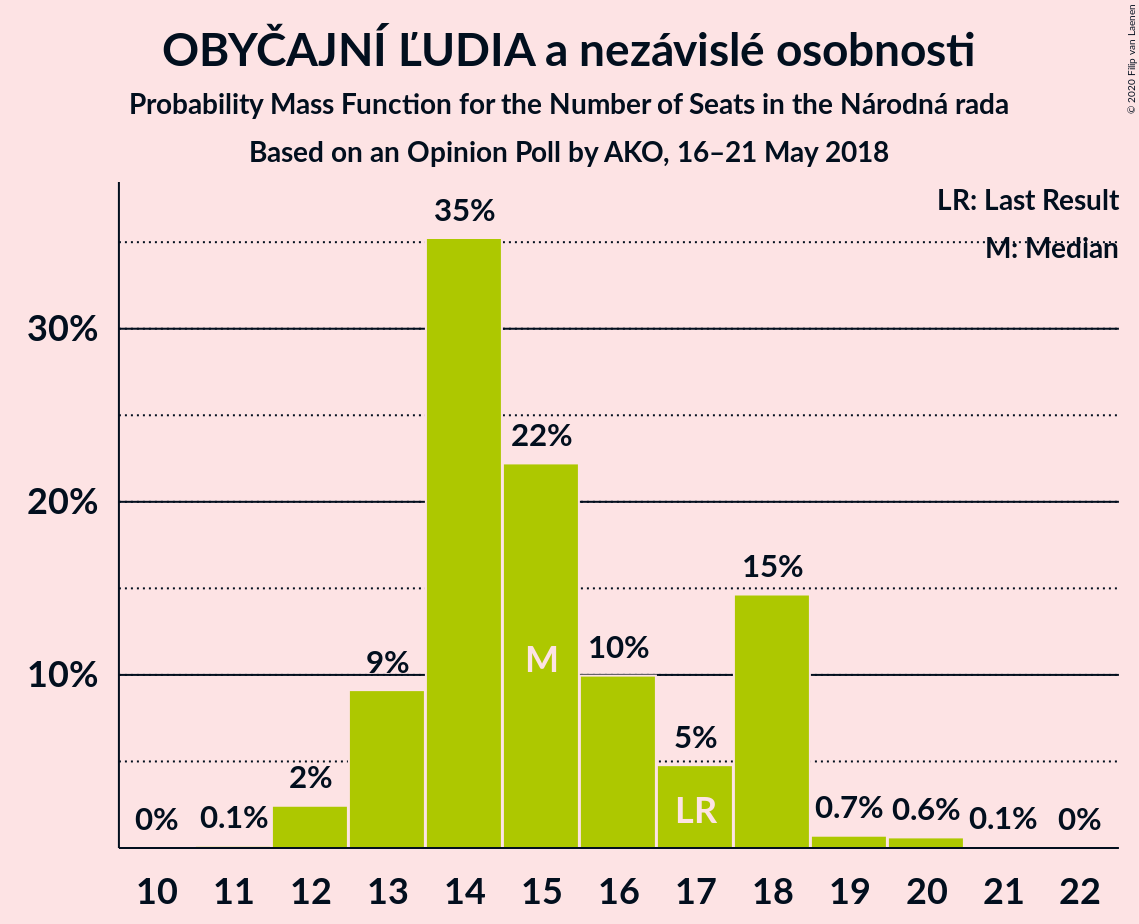 OBYČAJNÍ ĽUDIA a nezávislé osobnosti
Probability Mass Function for the Number of Seats in the Národná rada
Based on an Opinion Poll by AKO, 16–21 May 2018
© 2020 Filip van Laenen
LR: Last Result
M: Median
30%
20%
10%
0%
0.1%
2%
9%
35%
22%
10%
5%
15%
0.7%
0.6%
0.1%
0%
M
LR
10 11 12 13 14 15 16 17 18 19 20 21 22